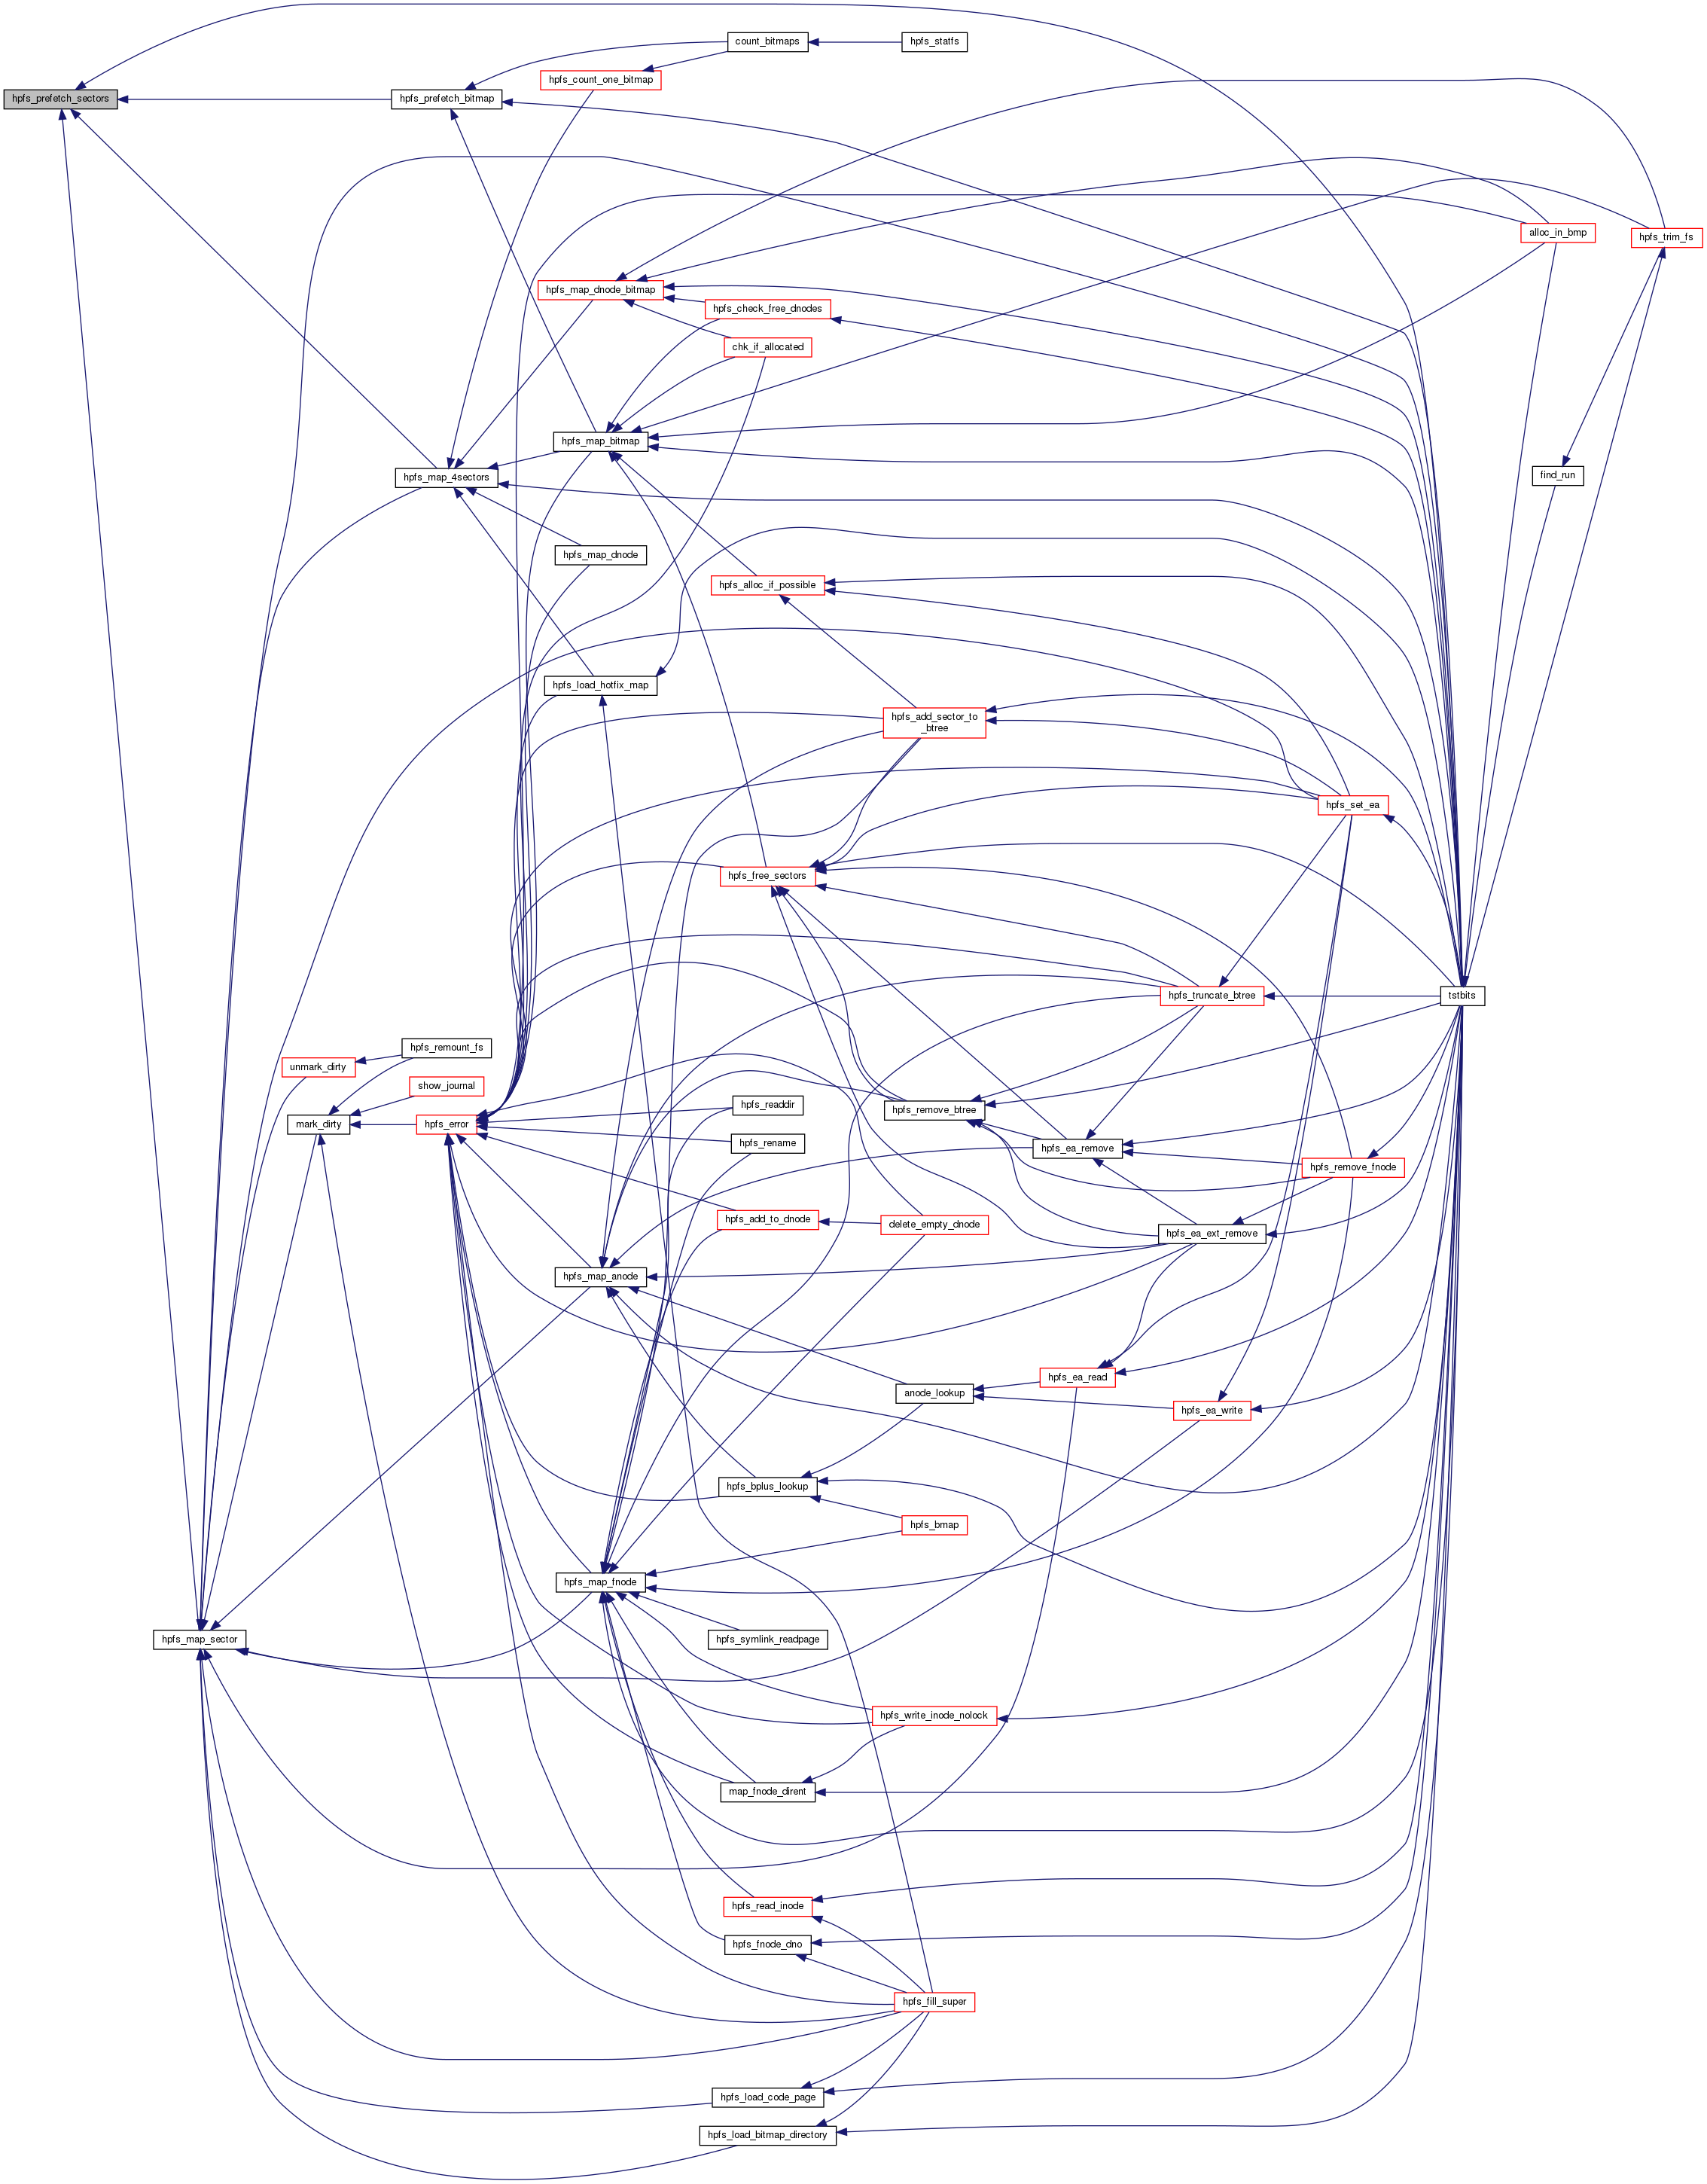 count_bitmaps
hpfs_statfs
hpfs_count_one_bitmap
hpfs_prefetch_sectors
hpfs_prefetch_bitmap
alloc_in_bmp
hpfs_trim_fs
hpfs_map_dnode_bitmap
hpfs_check_free_dnodes
chk_if_allocated
hpfs_map_bitmap
hpfs_map_4sectors
find_run
hpfs_map_dnode
hpfs_alloc_if_possible
hpfs_load_hotfix_map
hpfs_add_sector_to
_btree
hpfs_set_ea
hpfs_free_sectors
hpfs_truncate_btree
tstbits
hpfs_remount_fs
unmark_dirty
show_journal
hpfs_readdir
hpfs_remove_btree
mark_dirty
hpfs_error
hpfs_rename
hpfs_ea_remove
hpfs_remove_fnode
hpfs_add_to_dnode
delete_empty_dnode
hpfs_ea_ext_remove
hpfs_map_anode
hpfs_ea_read
anode_lookup
hpfs_ea_write
hpfs_bplus_lookup
hpfs_bmap
hpfs_map_fnode
hpfs_map_sector
hpfs_symlink_readpage
hpfs_write_inode_nolock
map_fnode_dirent
hpfs_read_inode
hpfs_fnode_dno
hpfs_fill_super
hpfs_load_code_page
hpfs_load_bitmap_directory